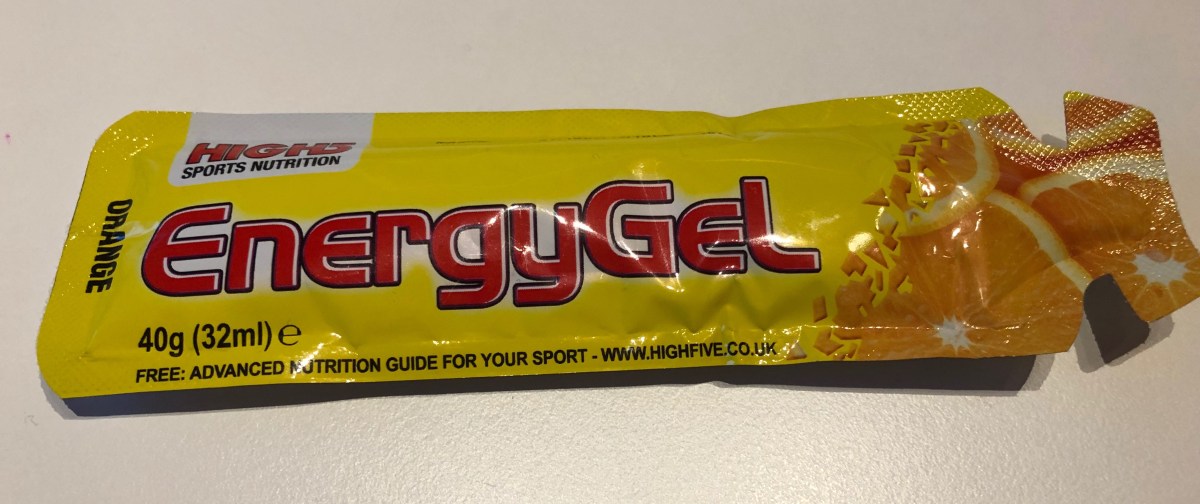 HIGH5
SPORTS NUTRITION
ORANGE
EnergyGel
40g (32ml) e
FREE: ADVANCED NUTRITION GUIDE FOR YOUR SPORT - WWW.HIGHFIVE.CO.UK